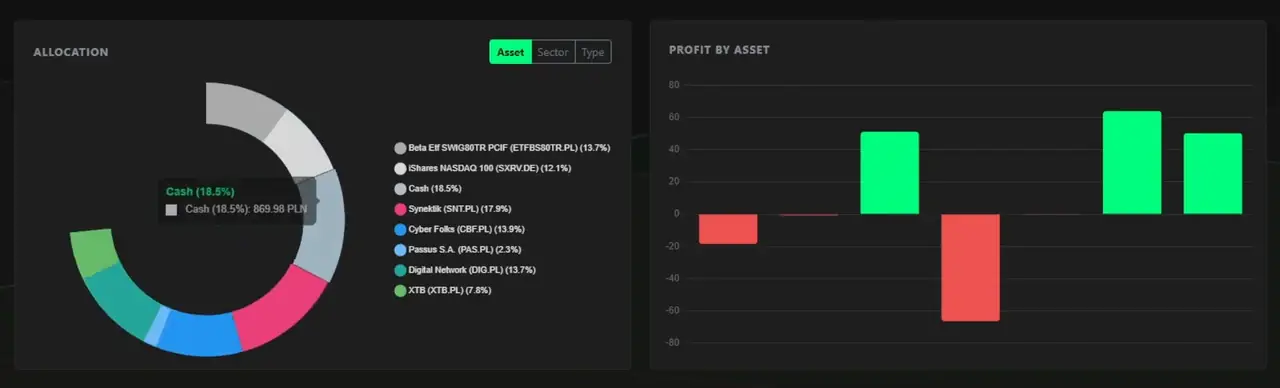 ALLOCATION
Asset Sector Type
Cash (18.5%)
Cash (18.5%): 869.98 PLN
Beta Etf SWIG80TR PCIF (ETFBS80TR.PL) (13.7%)
iShares NASDAQ 100 (SXRV.DE) (12.1%)
Cash (18.5%)
Synektik (SNT.PL) (17.9%)
Cyber Folks (CBF.PL) (13.9%)
Passus S.A. (PAS.PL) (2.3%)
Digital Network (DIG.PL) (13.7%)
XTB (XTB.PL) (7.8%)
PROFIT BY ASSET
80
60
40
20
0
-20
-40
-60
-80